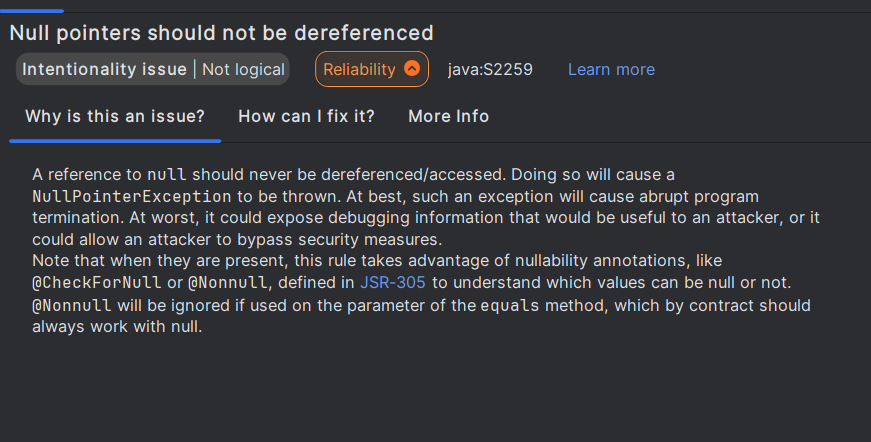 Null pointers should not be dereferenced
Intentionality issue | Not logical Reliability java:S2259 Learn more
Why is this an issue? How can I fix it? More Info
A reference to null should never be dereferenced/accessed. Doing so will cause a
NullPointerException to be thrown. At best, such an exception will cause abrupt program
termination. At worst, it could expose debugging information that would be useful to an attacker, or it
could allow an attacker to bypass security measures.
Note that when they are present, this rule takes advantage of nullability annotations, like
@CheckForNull or @Nonnull, defined in JSR-305 to understand which values can be null or not.
@Nonnull will be ignored if used on the parameter of the equals method, which by contract should
always work with null.